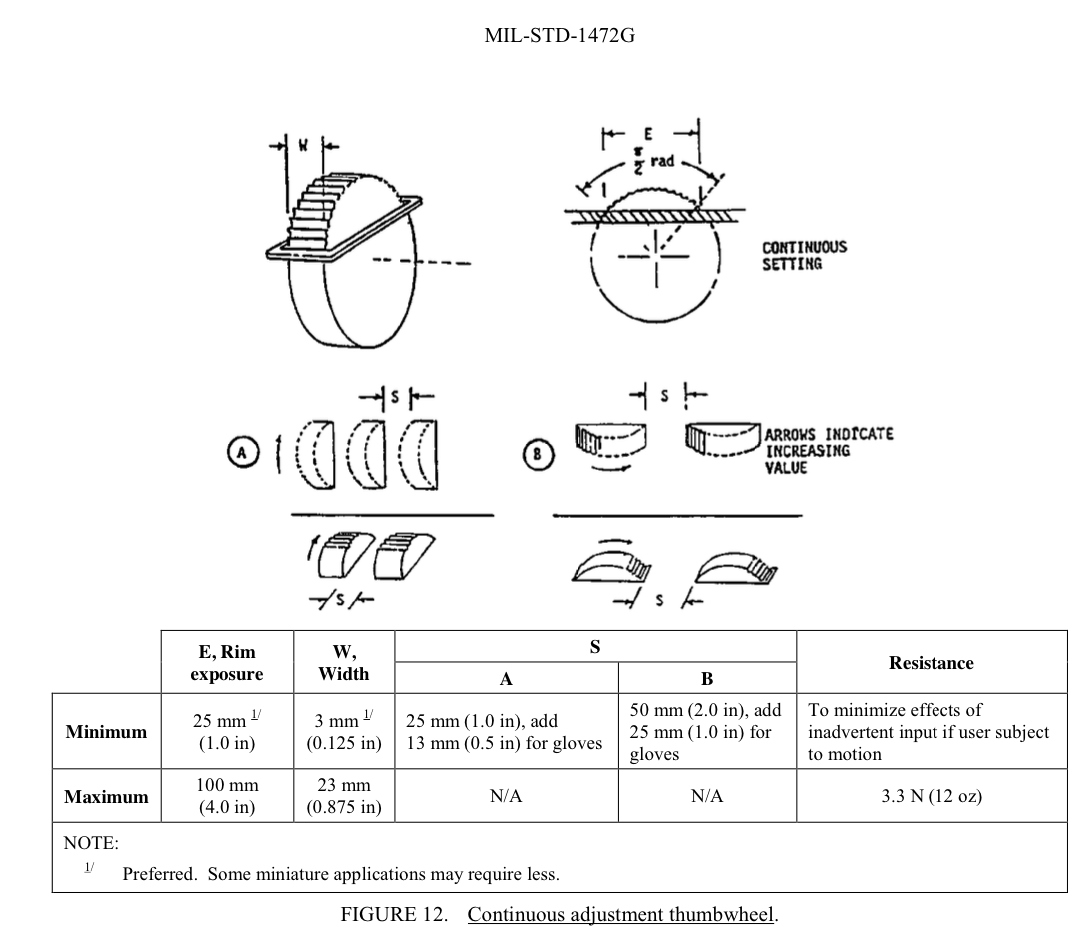 MIL-STD-1472G
W
E
π/2 rad
CONTINUOUS
SETTING
S
S
A
B
ARROWS INDICATE
INCREASING
VALUE
S
S
E, Rim
exposure
W,
Width
S
Resistance
A
B
Minimum
25 mm 1/
(1.0 in)
3 mm 1/
(0.125 in)
25 mm (1.0 in), add
13 mm (0.5 in) for gloves
50 mm (2.0 in), add
25 mm (1.0 in) for
gloves
To minimize effects of
inadvertent input if user subject
to motion
Maximum
100 mm
(4.0 in)
23 mm
(0.875 in)
N/A
N/A
3.3 N (12 oz)
NOTE:
1/ Preferred. Some miniature applications may require less.
FIGURE 12. Continuous adjustment thumbwheel.